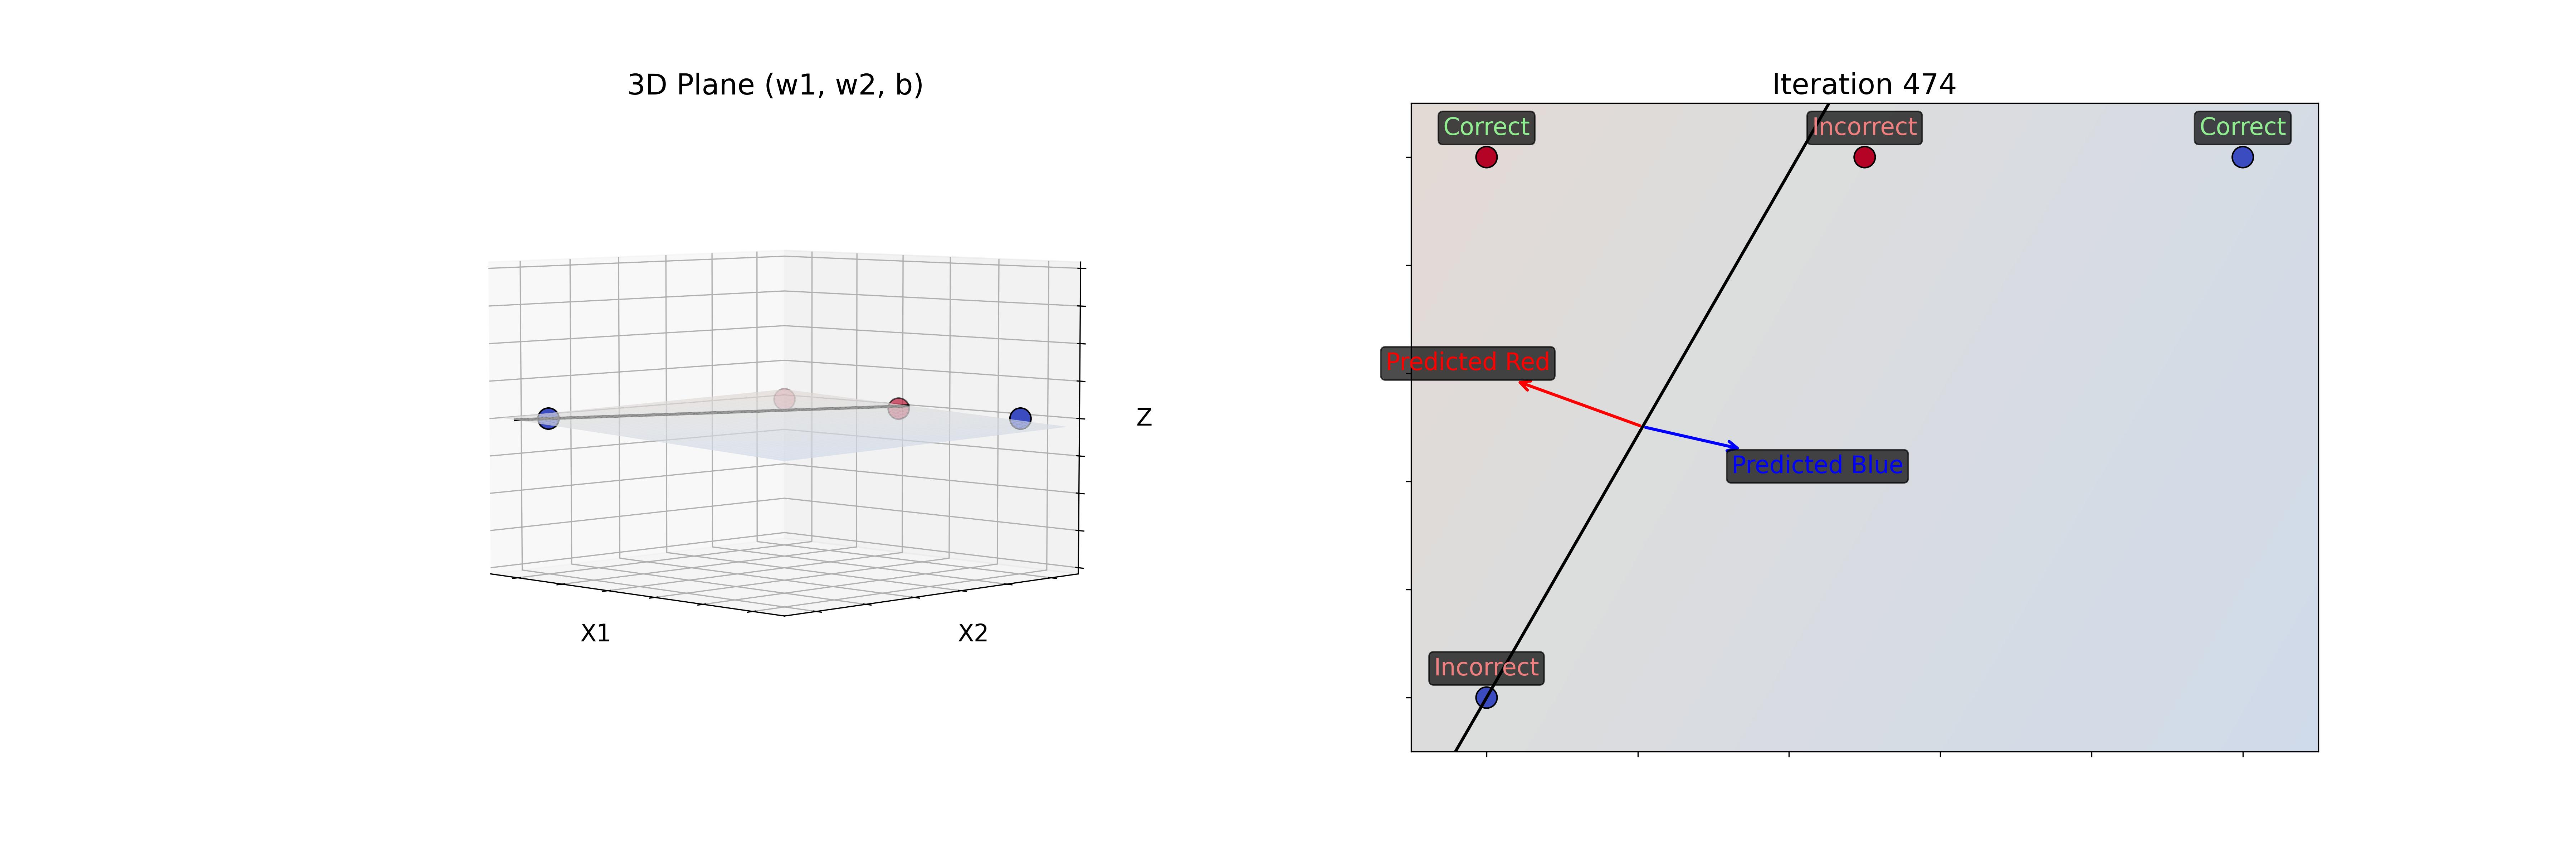 3D Plane (w1, w2, b)
Z
X1
X2
Iteration 474
Correct
Incorrect
Correct
Predicted Red
Predicted Blue
Incorrect